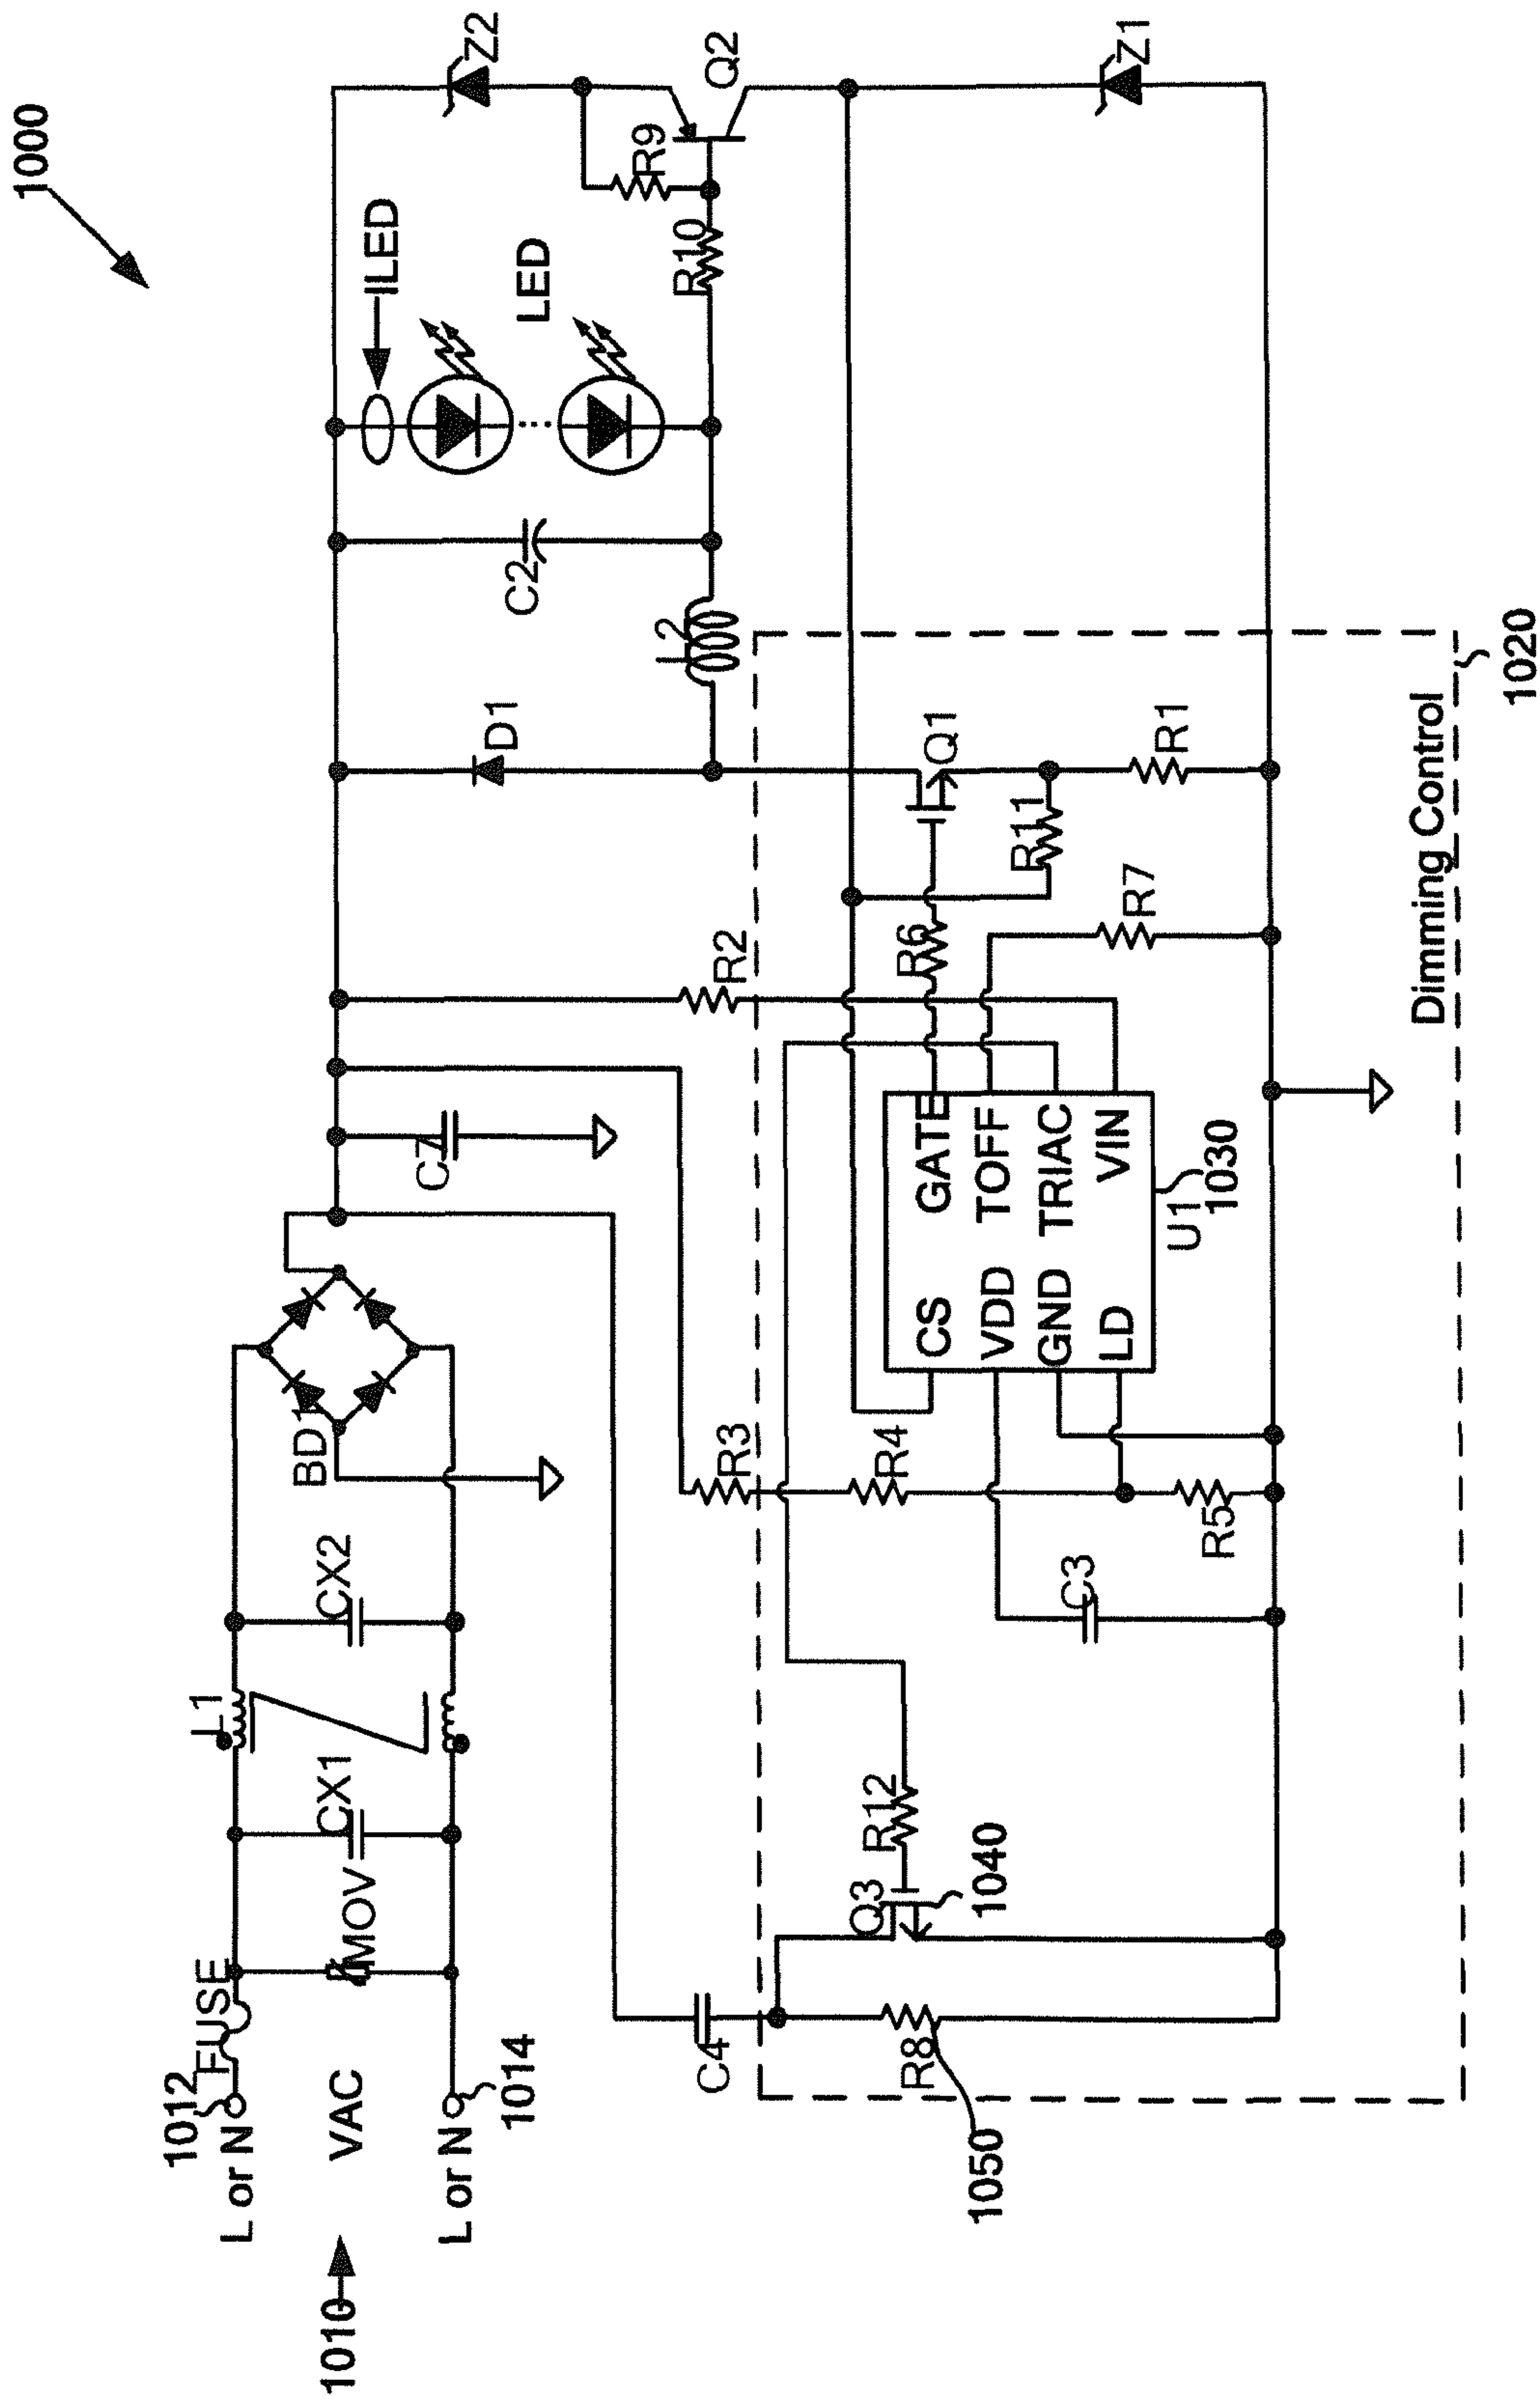 1000
1010
1012
L or N
FUSE
VAC
L or N
1014
MOV
CX1
L1
CX2
BD1
C7
R2
D1
2
C2
ILED
LED
R10
R9
Z2
Q2
Z1
C4
R8
1050
Q3
1040
R12
C3
R3
R4
R5
CS
GATE
VDD
TOFF
GND
TRIAC
LD
VIN
U1
1030
R6
R7
R11
Q1
R1
Dimming Control
1020